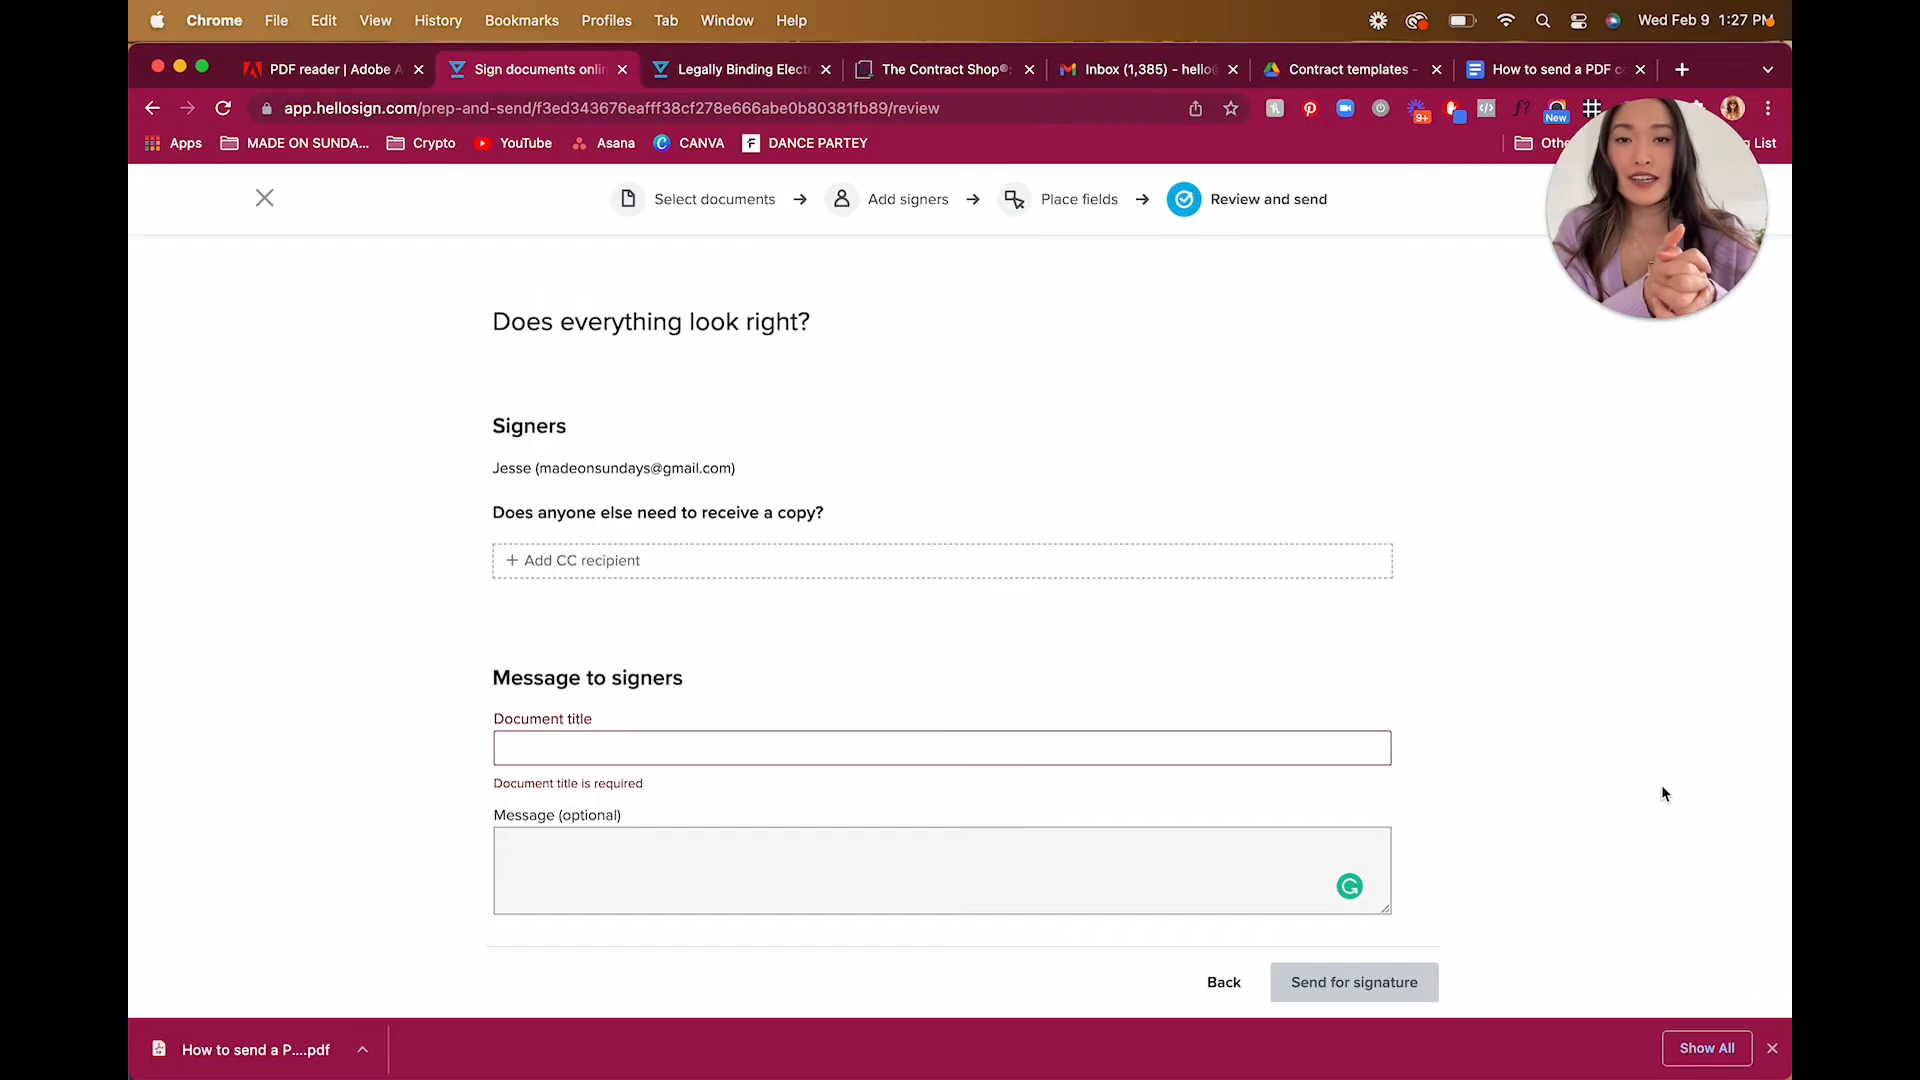 Chrome File Edit View History Bookmarks Profiles Tab Window Help Wed Feb 9 1:27 PM
PDF reader | Adobe A Sign documents onlin Legally Binding Elect The Contract Shop®: Inbox (1,385) - hello@ Contract templates - How to send a PDF c
app.hellosign.com/prep-and-send/f3ed343676eafff38cf278e666abe0b80381fb89/review 9+ New
Apps MADE ON SUNDA... Crypto YouTube Asana CANVA DANCE PARTEY Othe List
Select documents → Add signers → Place fields → Review and send
Does everything look right?
Signers
Jesse (madeonsundays@gmail.com)
Does anyone else need to receive a copy?
+ Add CC recipient
Message to signers
Document title
Document title is required
Message (optional)
Back Send for signature
How to send a P....pdf Show All